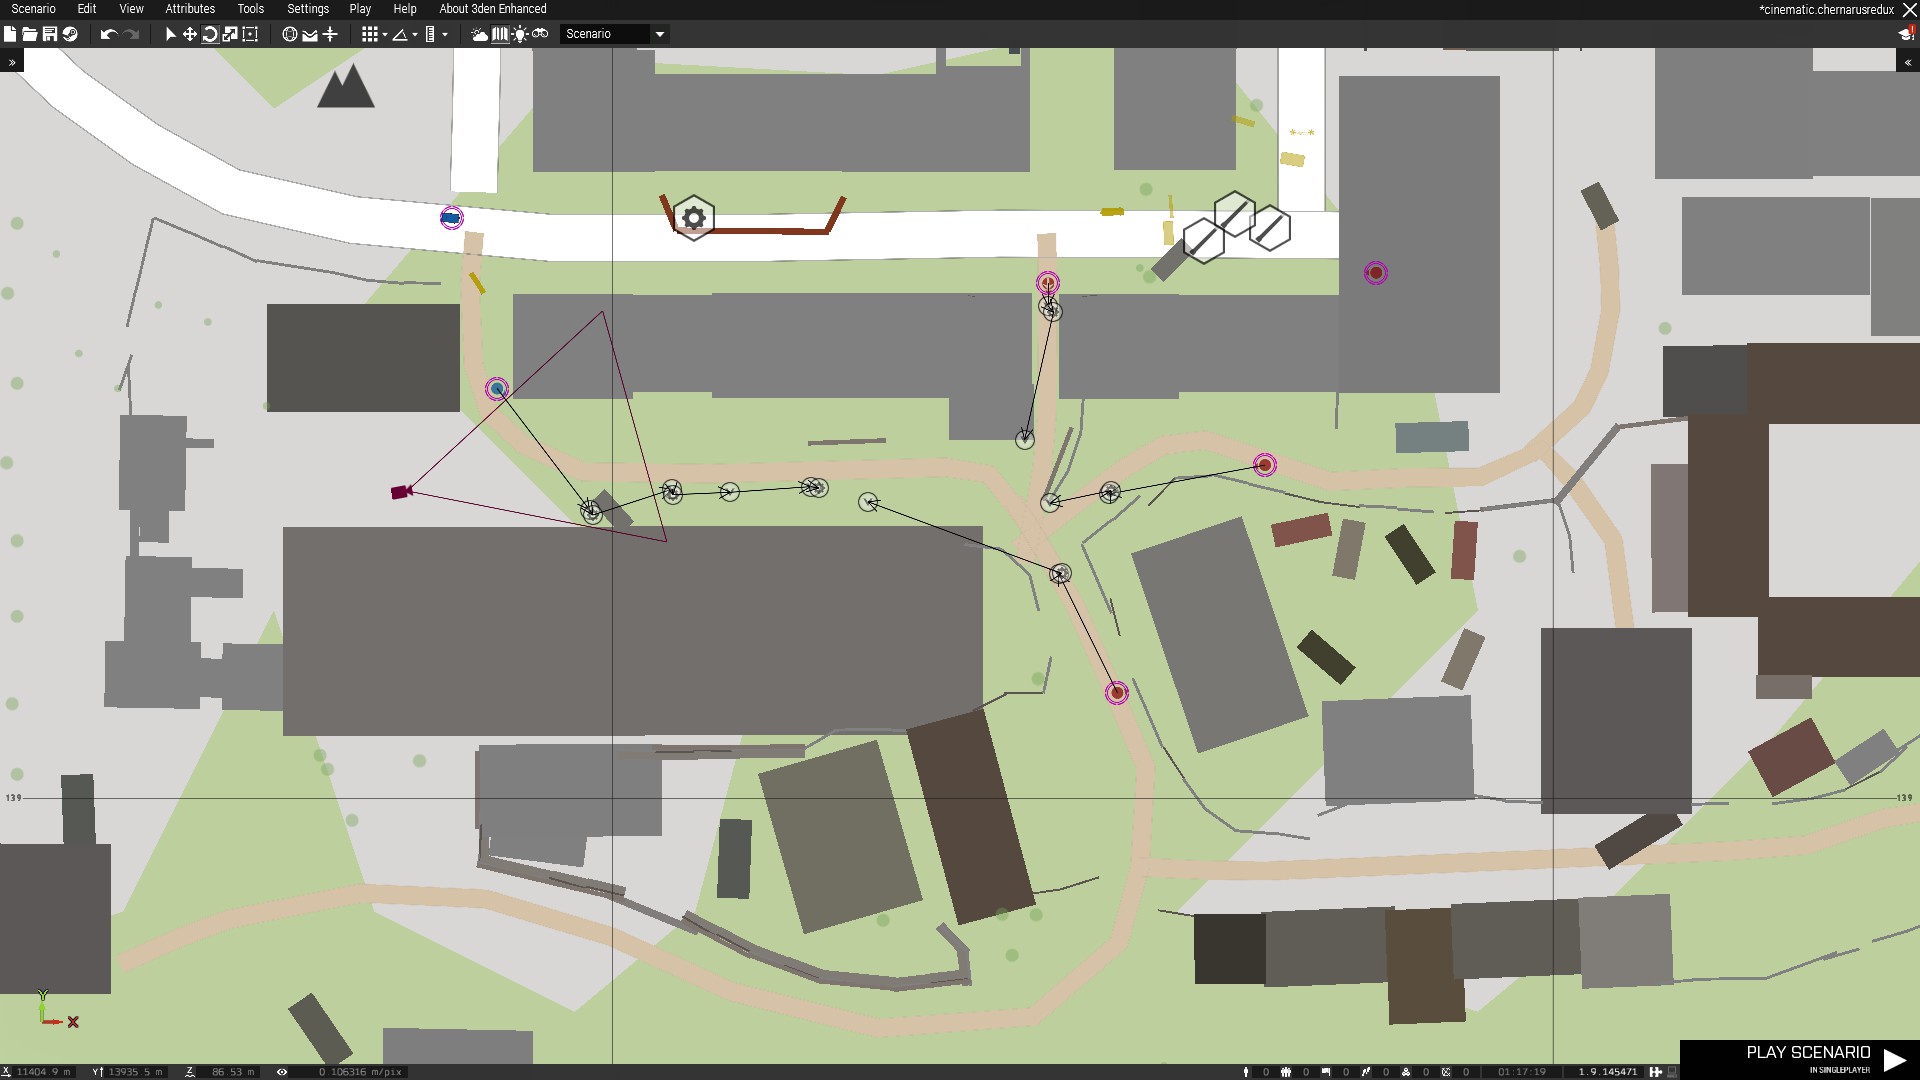 Scenario Edit View Attributes Tools Settings Play Help About 3den Enhanced
*cinematic.chernarusredux
Scenario
139
139
Y
X
PLAY SCENARIO
IN SINGLEPLAYER
X 11404.9 m Y 13935.5 m Z 86.53 m 0.106316 m/pix 0 0 0 0 0 0 01:17:19 1.9.145471